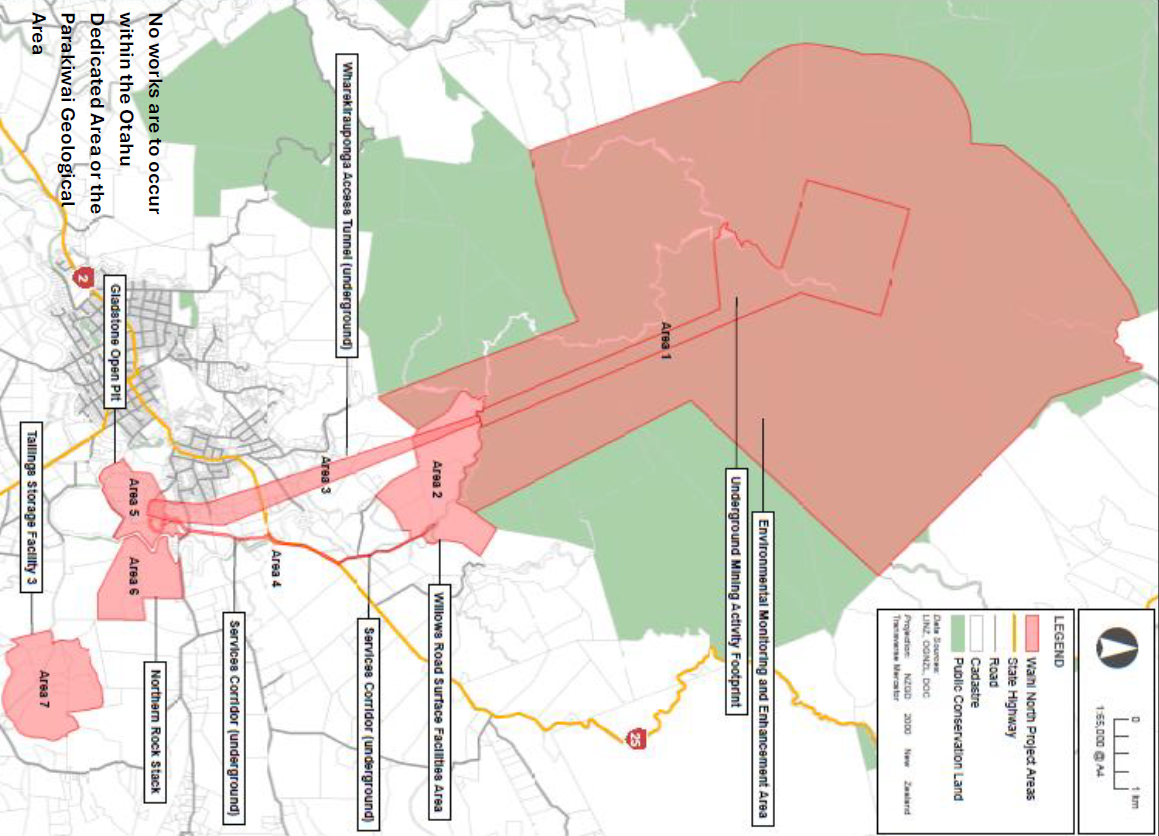 No works are to occur
within the Otahu
Dedicated Area or the
Parakiwai Geological
Area
Wharekirauponga Access Tunnel (underground)
2
Gladstone Open Pit
Tailings Storage Facility 3
Area 1
Area 2
Area 3
Area 4
Area 5
Area 6
Area 7
Underground Mining Activity Footprint
Environmental Monitoring and Enhancement Area
Willows Road Surface Facilities Area
Services Corridor (underground)
Services Corridor (underground)
Northern Rock Stack
25
0 1 km
1:65,000 @ A4
LEGEND
Waihi North Project Areas
State Highway
Road
Cadastre
Public Conservation Land
Data Sources:
LINZ, OGNZL, DOC
Projection: NZGD 2000 New Zealand
Transverse Mercator